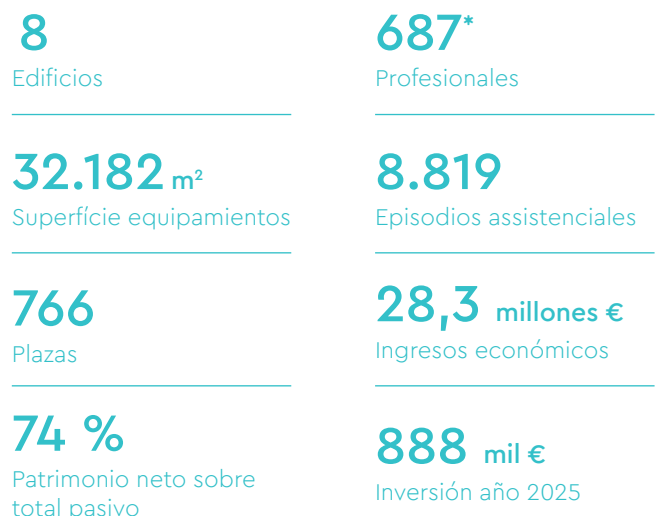 8
Edificios
687*
Profesionales
32.182 m²
Superfície equipamientos
8.819
Episodios assistenciales
766
Plazas
28,3 millones €
Ingresos económicos
74 %
Patrimonio neto sobre
total pasivo
888 mil €
Inversión año 2025